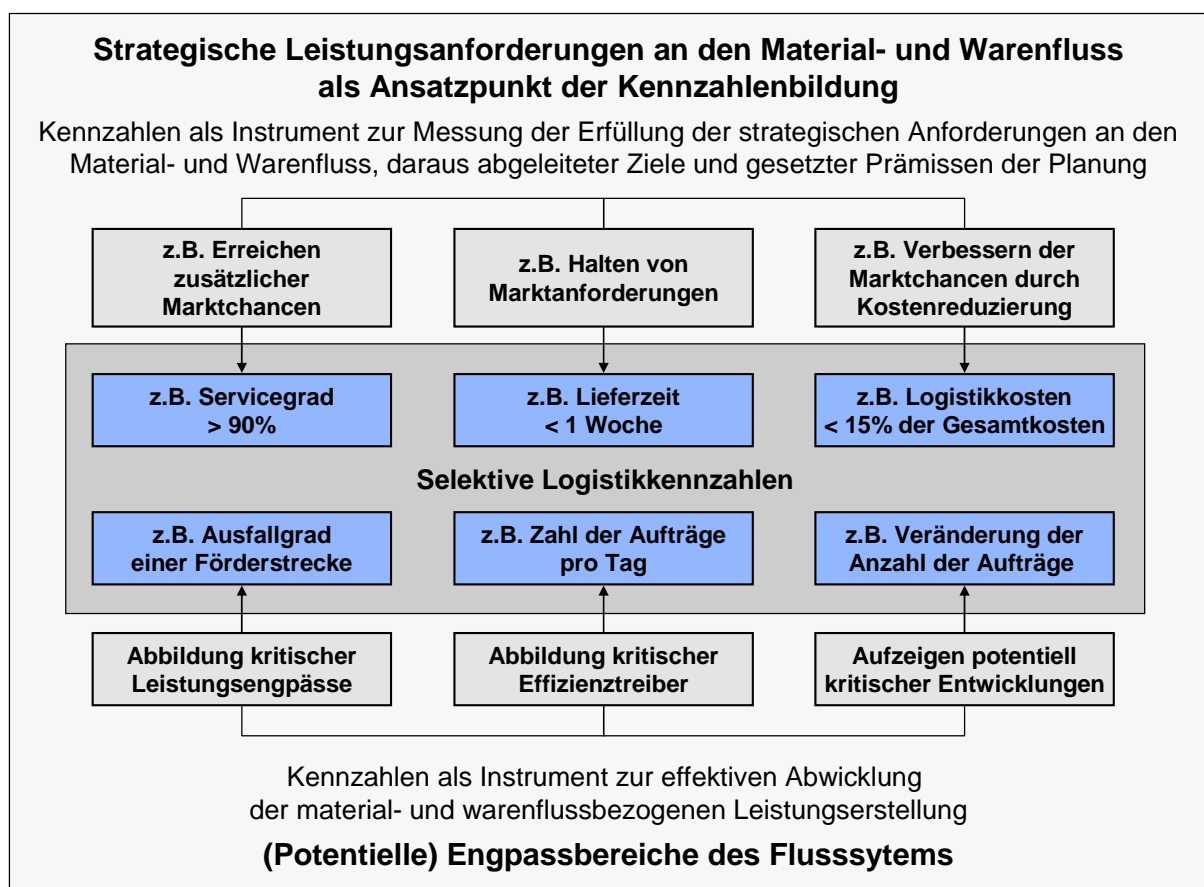 Strategische Leistungsanforderungen an den Material- und Warenfluss
als Ansatzpunkt der Kennzahlenbildung
Kennzahlen als Instrument zur Messung der Erfüllung der strategischen Anforderungen an den
Material- und Warenfluss, daraus abgeleiteter Ziele und gesetzter Prämissen der Planung
z.B. Erreichen
zusätzlicher
Marktchancen
z.B. Halten von
Marktanforderungen
z.B. Verbessern der
Marktchancen durch
Kostenreduzierung
z.B. Servicegrad
> 90%
z.B. Lieferzeit
< 1 Woche
z.B. Logistikkosten
< 15% der Gesamtkosten
Selektive Logistikkennzahlen
z.B. Ausfallgrad
einer Förderstrecke
z.B. Zahl der Aufträge
pro Tag
z.B. Veränderung der
Anzahl der Aufträge
Abbildung kritischer
Leistungsengpässe
Abbildung kritischer
Effizienztreiber
Aufzeigen potentiell
kritischer Entwicklungen
Kennzahlen als Instrument zur effektiven Abwicklung
der material- und warenflussbezogenen Leistungserstellung
(Potentielle) Engpassbereiche des Flusssytems